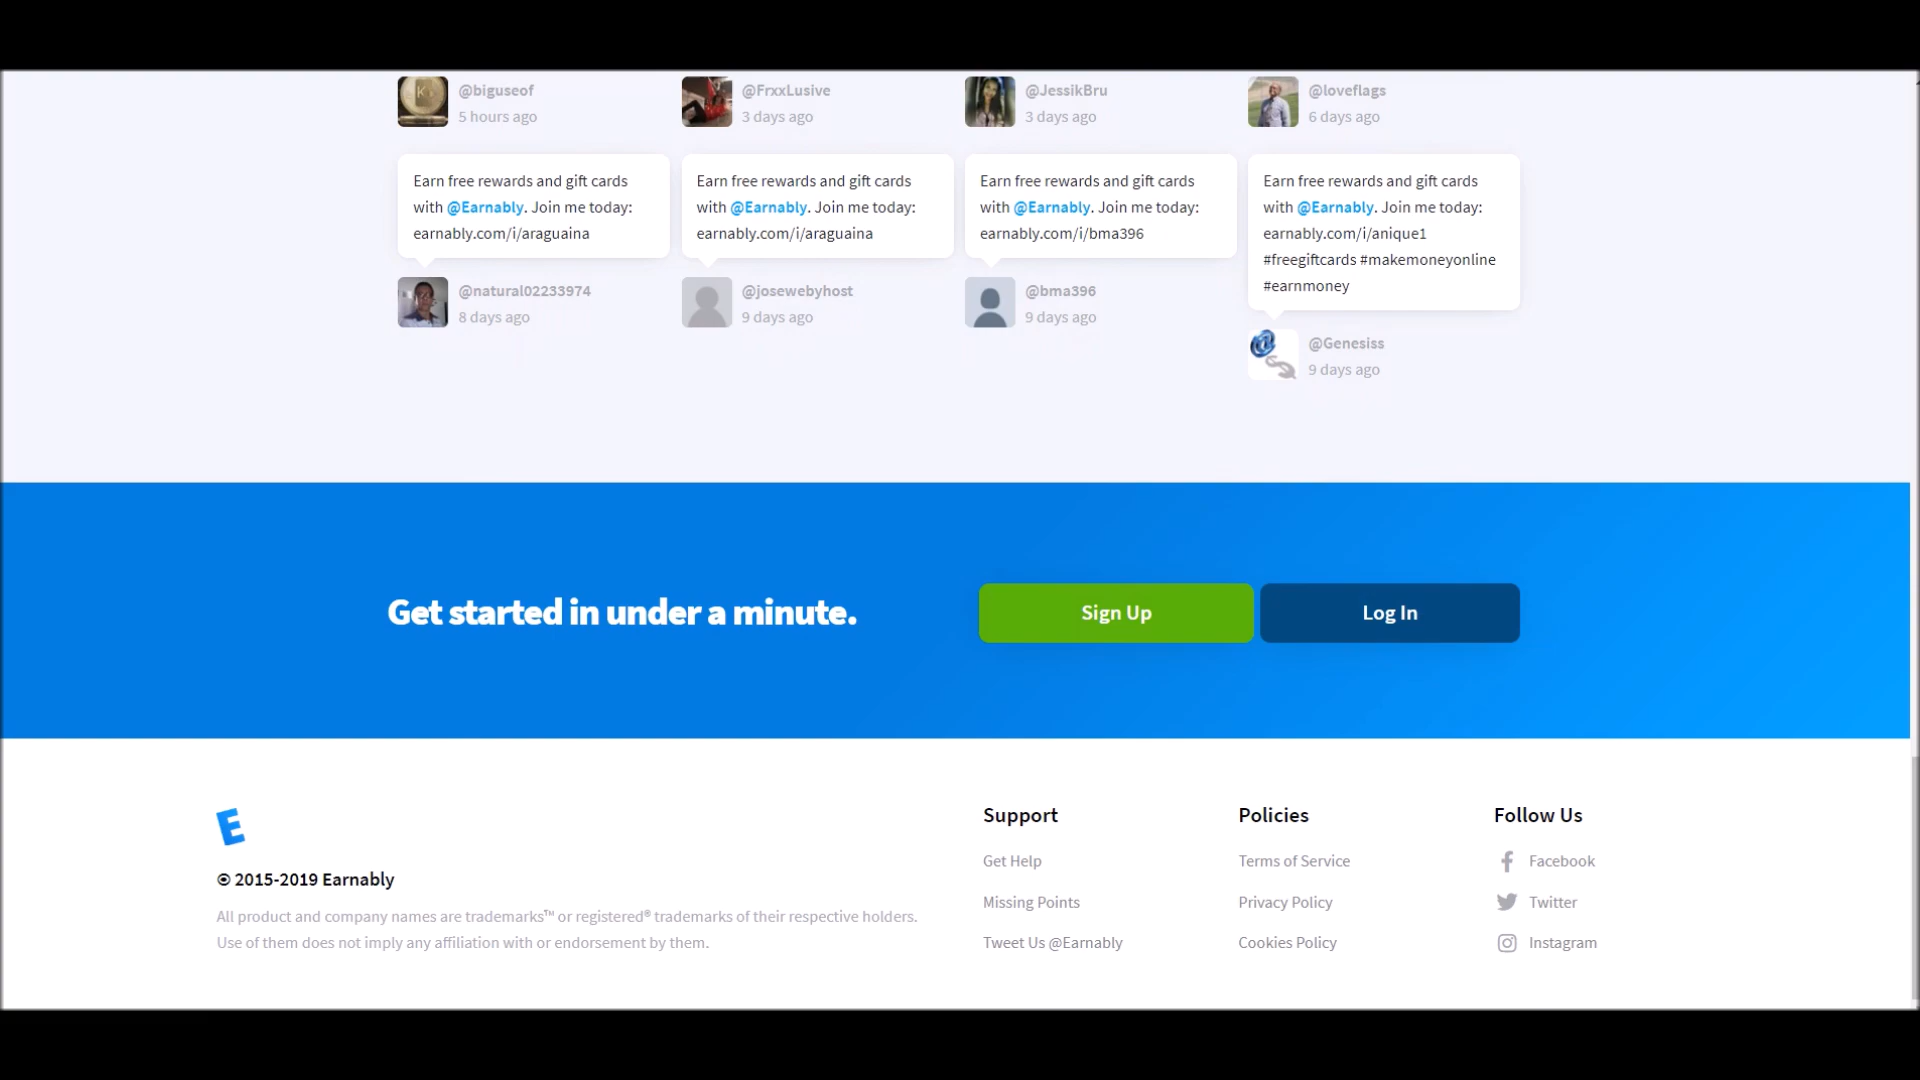 @biguseof
5 hours ago
@FrxxLusive
3 days ago
@JessikBru
3 days ago
@loveflags
6 days ago
Earn free rewards and gift cards
with @Earnably. Join me today:
earnably.com/i/araguaina
@natural02233974
8 days ago
Earn free rewards and gift cards
with @Earnably. Join me today:
earnably.com/i/araguaina
@josewebyhost
9 days ago
Earn free rewards and gift cards
with @Earnably. Join me today:
earnably.com/i/bma396
@bma396
9 days ago
Earn free rewards and gift cards
with @Earnably. Join me today:
earnably.com/i/anique1
#freegiftcards #makemoneyonline
#earnmoney
@Genesiss
9 days ago
Get started in under a minute.
Sign Up
Log In
E
© 2015-2019 Earnably
All product and company names are trademarks™ or registered® trademarks of their respective holders.
Use of them does not imply any affiliation with or endorsement by them.
Support
Get Help
Missing Points
Tweet Us @Earnably
Policies
Terms of Service
Privacy Policy
Cookies Policy
Follow Us
Facebook
Twitter
Instagram